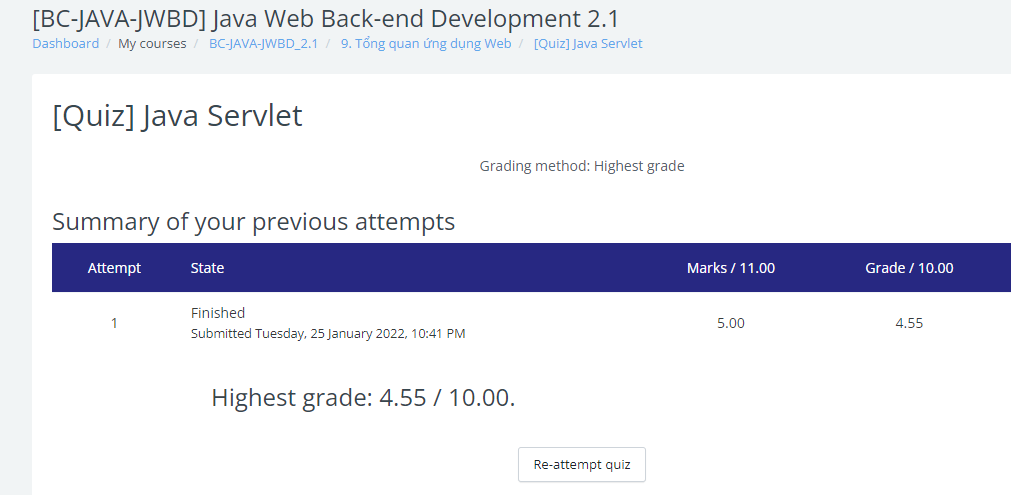 [BC-JAVA-JWBD] Java Web Back-end Development 2.1
Dashboard / My courses / BC-JAVA-JWBD_2.1 / 9. Tổng quan ứng dụng Web / [Quiz] Java Servlet
[Quiz] Java Servlet
Grading method: Highest grade
Summary of your previous attempts
Attempt State Marks / 11.00 Grade / 10.00
1 Finished 5.00 4.55
Submitted Tuesday, 25 January 2022, 10:41 PM
Highest grade: 4.55 / 10.00.
Re-attempt quiz